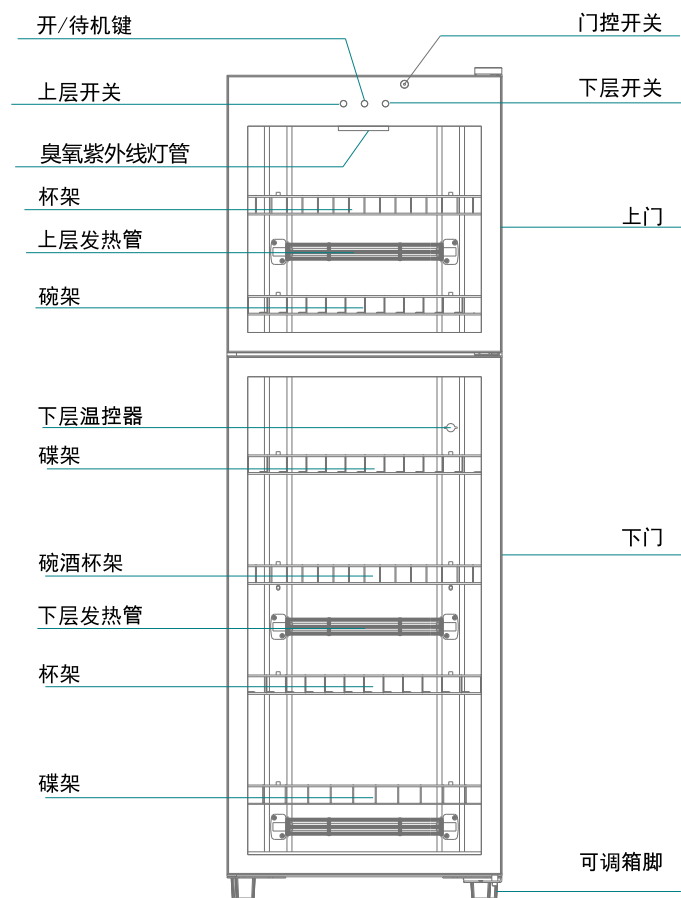 开/待机键
门控开关
上层开关
下层开关
臭氧紫外线灯管
杯架
上门
上层发热管
碗架
下层温控器
碟架
下门
碗酒杯架
下层发热管
杯架
碟架
可调箱脚